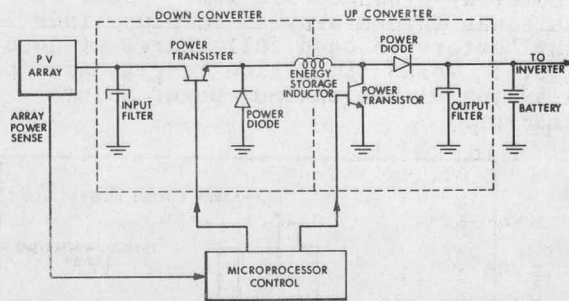 DOWN CONVERTER
UP CONVERTER
P V
ARRAY
POWER
TRANSISTER
POWER
DIODE
TO
INVERTER
INPUT
FILTER
POWER
DIODE
ENERGY
STORAGE
INDUCTOR
POWER
TRANSISTOR
OUTPUT
FILTER
BATTERY
ARRAY
POWER
SENSE
MICROPROCESSOR
CONTROL